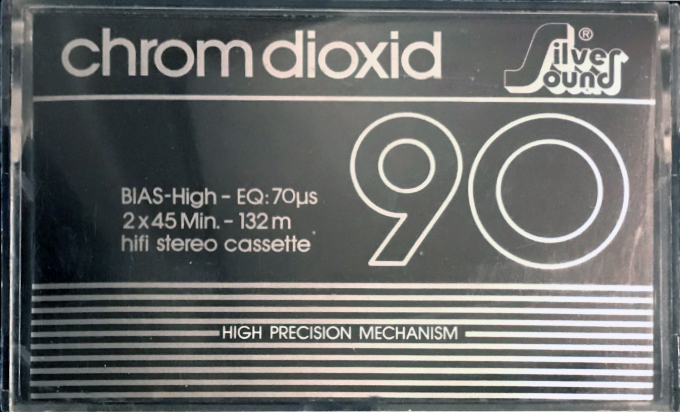 chrom dioxid
Silver Sound ®
90
BIAS-High - EQ: 70µs
2 x 45 Min. - 132 m
hifi stereo cassette
HIGH PRECISION MECHANISM